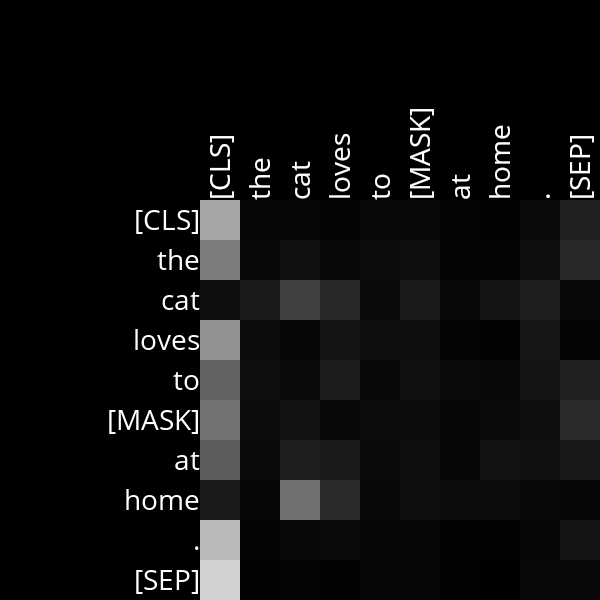 [CLS] the cat loves to [MASK] at home . [SEP]
[CLS]
the
cat
loves
to
[MASK]
at
home
.
[SEP]